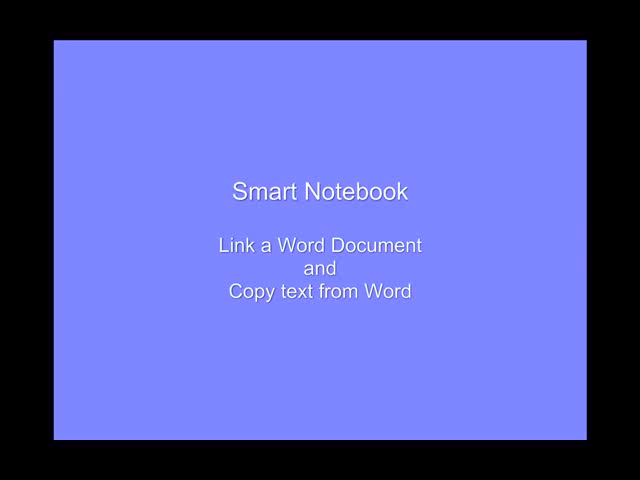 Smart Notebook
Link a Word Document
and
Copy text from Word